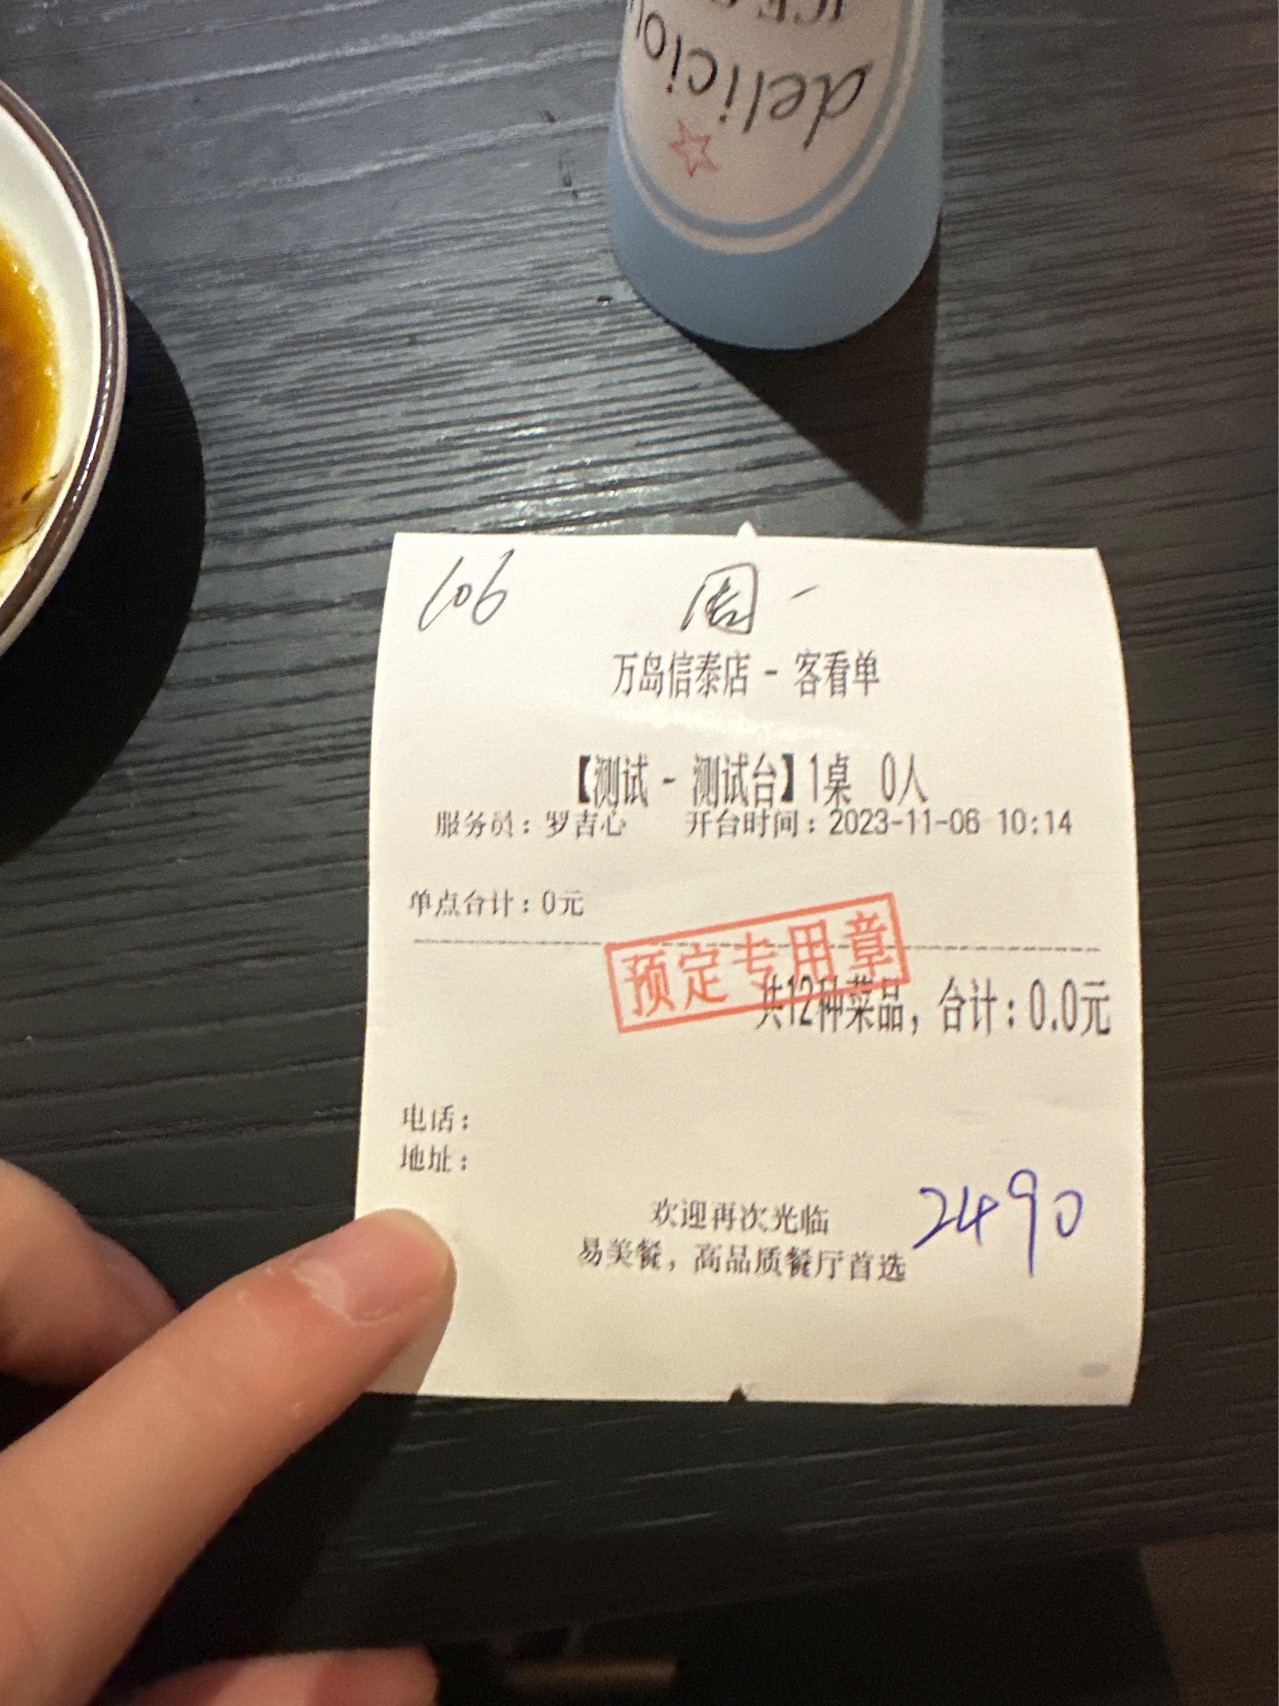 delicio
ICE
106 周一
万岛信泰店 - 客看单
【测试 - 测试台】1桌 0人
服务员：罗吉心 开台时间：2023-11-06 10:14
单点合计：0元
预定专用章
共12种菜品，合计：0.0元
电话：
地址：
欢迎再次光临
2490
易美餐，高品质餐厅首选